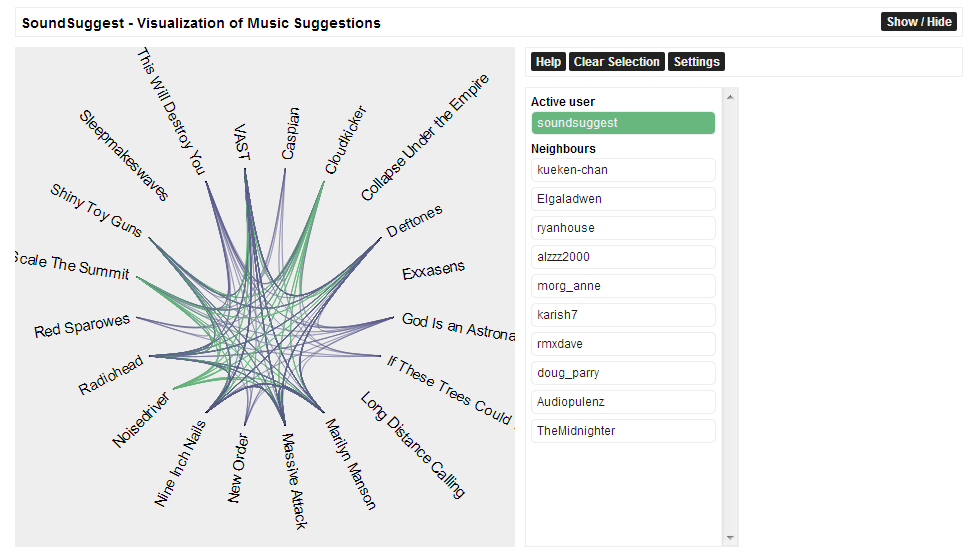 SoundSuggest - Visualization of Music Suggestions
Show / Hide
Help
Clear Selection
Settings
This Will Destroy You
VAST
Caspian
Cloudkicker
Collapse Under the Empire
Sleepmakeswaves
Shiny Toy Guns
Deftones
Scale The Summit
Exxasens
Red Sparowes
God Is an Astrona
Radiohead
If These Trees Could
Noisedriver
Long Distance Calling
Nine Inch Nails
New Order
Massive Attack
Marilyn Manson
Active user
soundsuggest
Neighbours
kueken-chan
Elgaladwen
ryanhouse
alzzz2000
morg_anne
karish7
rmxdave
doug_parry
Audiopulenz
TheMidnighter